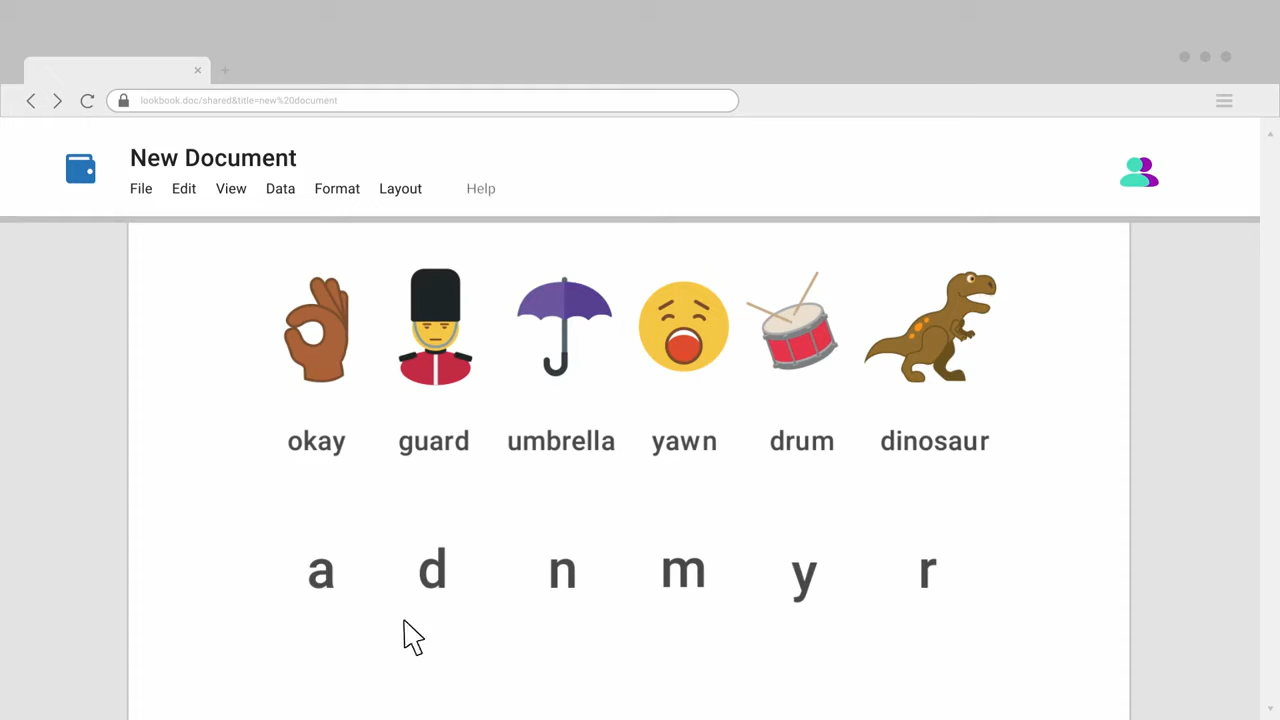 lookbook.doc/shared&title=new%20document
New Document
File Edit View Data Format Layout Help
okay guard umbrella yawn drum dinosaur
a d n m y r